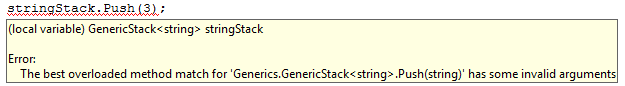 stringStack.Push(3);
(local variable) GenericStack<string> stringStack
Error:
The best overloaded method match for 'Generics.GenericStack<string>.Push(string)' has some invalid arguments